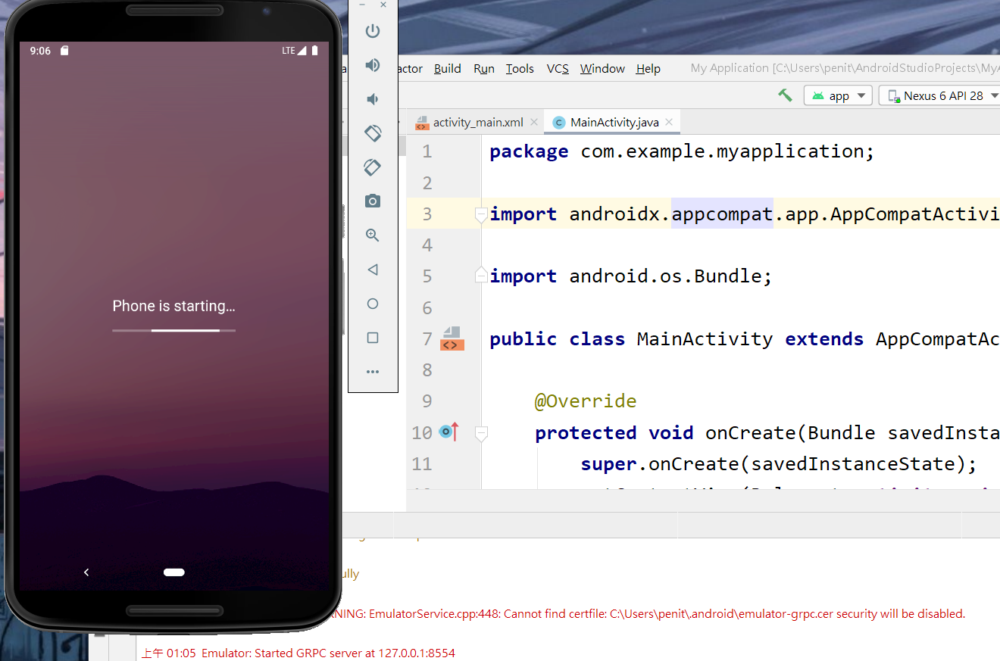 9:06
LTE
Phone is starting…
actor Build Run Tools VCS Window Help My Application [C:\Users\penit\AndroidStudioProjects\MyA
app Nexus 6 API 28
activity_main.xml MainActivity.java
1 package com.example.myapplication;
2
3 import androidx.appcompat.app.AppCompatActivi
4
5 import android.os.Bundle;
6
7 public class MainActivity extends AppCompatAc
8
9 @Override
10 protected void onCreate(Bundle savedInsta
11 super.onCreate(savedInstanceState);
ully
NING: EmulatorService.cpp:448: Cannot find certfile: C:\Users\penit\.android\emulator-grpc.cer security will be disabled.
上午 01:05 Emulator: Started GRPC server at 127.0.0.1:8554